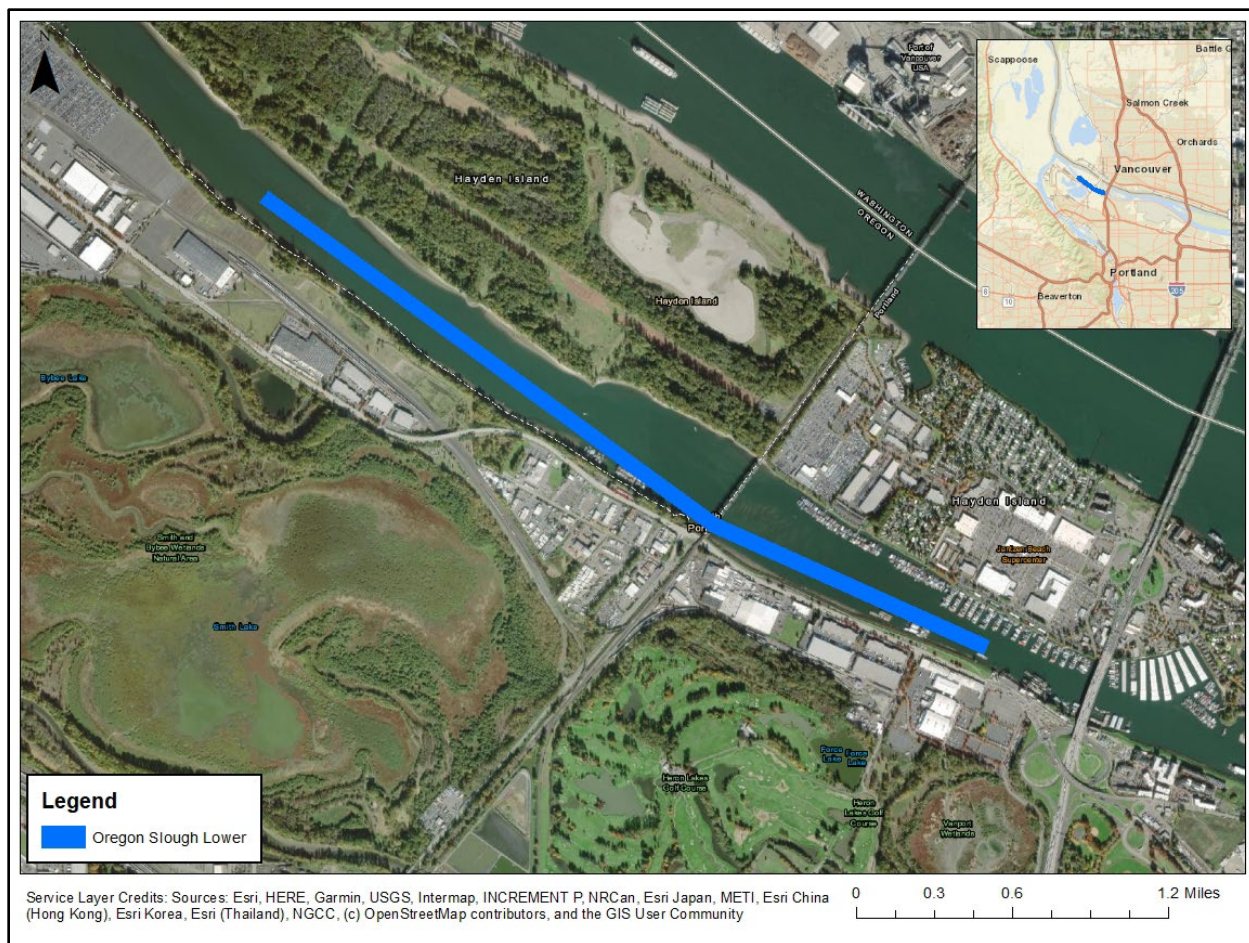 N
Port of
Vancouver
USA
Hayden Island
WASHINGTON
OREGON
Hayden Island
Portland
Bybee Lake
Smith and
Bybee Wetlands
Natural Area
Smith Lake
Hayden Island
Jantzen Beach
Supercenter
Force
Lake
Force
Lake
Heron Lakes
Golf Course
Heron
Lakes Golf
Course
Vanport
Wetlands
Battle G
Scappoose
Salmon Creek
Orchards
Vancouver
Portland
Beaverton
8
10
205
Legend
Oregon Slough Lower
Service Layer Credits: Sources: Esri, HERE, Garmin, USGS, Intermap, INCREMENT P, NRCan, Esri Japan, METI, Esri China
(Hong Kong), Esri Korea, Esri (Thailand), NGCC, (c) OpenStreetMap contributors, and the GIS User Community
0 0.3 0.6 1.2 Miles